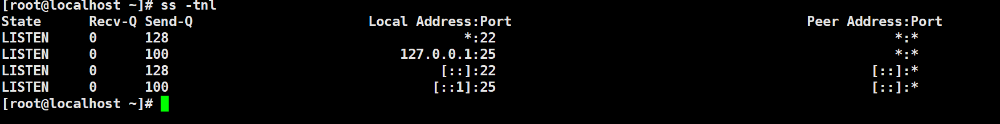 [root@localhost ~]# ss -tnl
State      Recv-Q Send-Q                      Local Address:Port                                     Peer Address:Port
LISTEN     0      128                                     *:22                                                  *:*
LISTEN     0      100                             127.0.0.1:25                                                  *:*
LISTEN     0      128                                  [::]:22                                               [::]:*
LISTEN     0      100                                 [::1]:25                                               [::]:*
[root@localhost ~]#